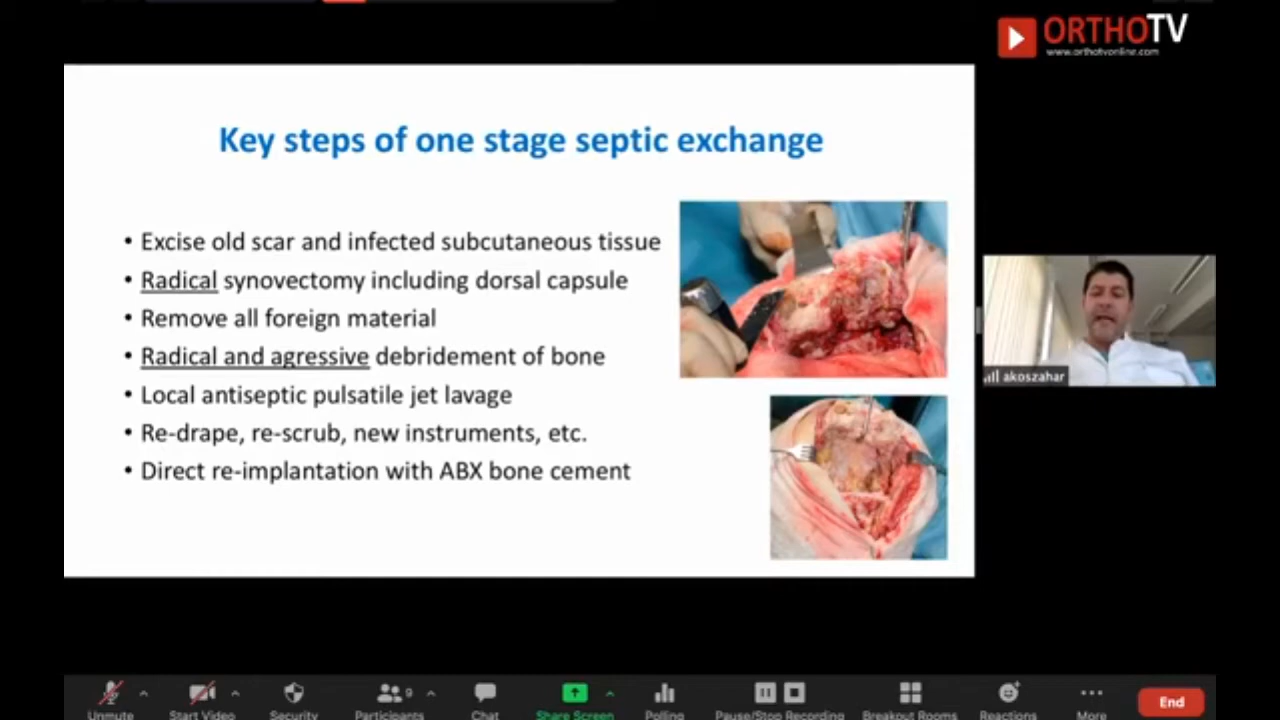 ORTHOTV
www.orthotvonline.com
Key steps of one stage septic exchange
• Excise old scar and infected subcutaneous tissue
• Radical synovectomy including dorsal capsule
• Remove all foreign material
• Radical and agressive debridement of bone
• Local antiseptic pulsatile jet lavage
• Re-drape, re-scrub, new instruments, etc.
• Direct re-implantation with ABX bone cement
akoszahar
9
Unmute
Start Video
Security
Participants
Chat
Share Screen
Polling
Pause/Stop Recording
Breakout Rooms
Reactions
More
End